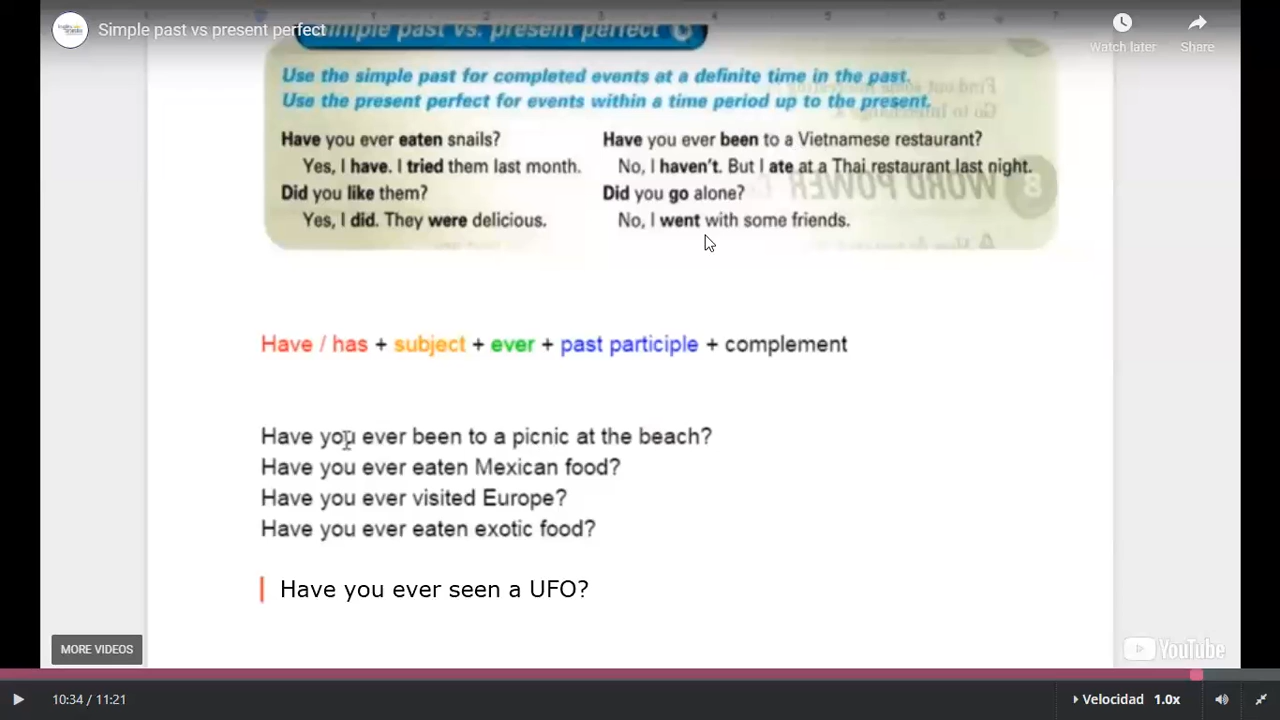 Simple past vs present perfect
Simple past vs. present perfect
Watch later
Share
Use the simple past for completed events at a definite time in the past.
Use the present perfect for events within a time period up to the present.
Have you ever eaten snails?
Yes, I have. I tried them last month.
Did you like them?
Yes, I did. They were delicious.
Have you ever been to a Vietnamese restaurant?
No, I haven't. But I ate at a Thai restaurant last night.
Did you go alone?
No, I went with some friends.
WORD POWER
8
Have / has + subject + ever + past participle + complement
Have you ever been to a picnic at the beach?
Have you ever eaten Mexican food?
Have you ever visited Europe?
Have you ever eaten exotic food?
Have you ever seen a UFO?
MORE VIDEOS
YouTube
10:34 / 11:21
Velocidad 1.0x